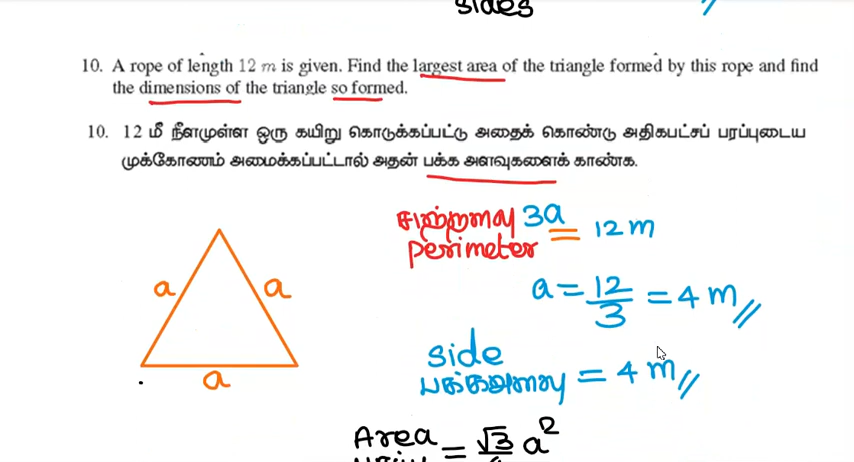 sides
10. A rope of length 12 m is given. Find the largest area of the triangle formed by this rope and find
the dimensions of the triangle so formed.
10. 12 மீ நீளமுள்ள ஒரு கயிறு கொடுக்கப்பட்டு அதைக் கொண்டு அதிகபட்சப் பரப்புடைய
முக்கோணம் அமைக்கப்பட்டால் அதன் பக்க அளவுகளைக் காண்க.
சுற்றளவு 3a = 12 m
Perimeter
a a
a = 12/3 = 4 m //
side
பக்கஅளவு = 4 m //
a
Area = √3 a²